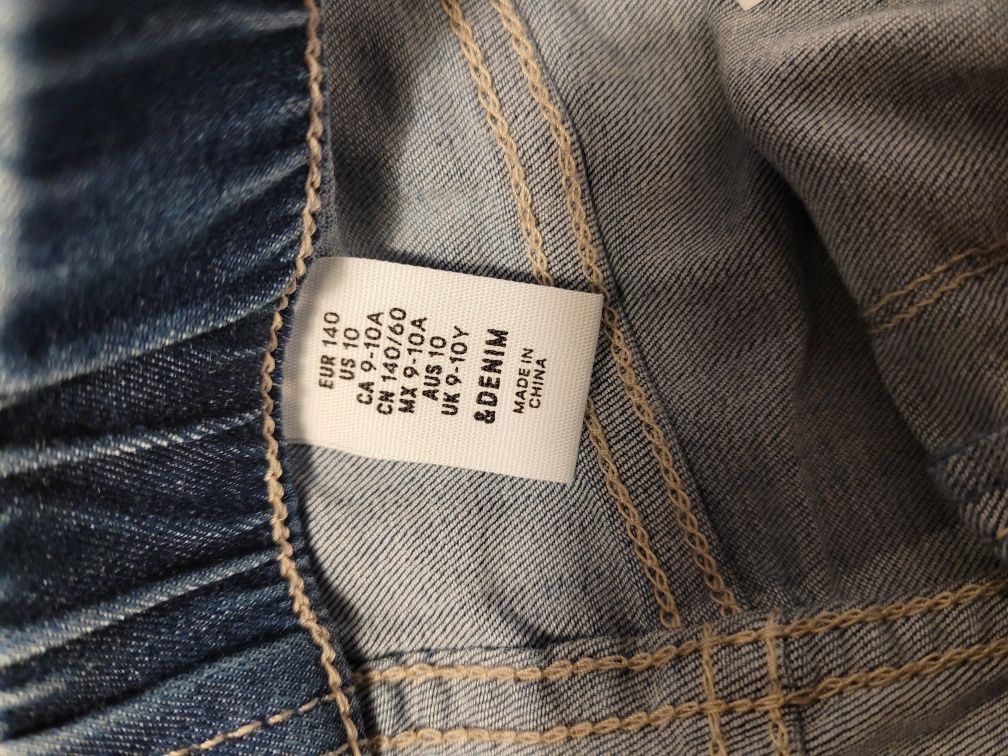 EUR 140
US 10
CA 9-10A
CN 140/60
MX 9-10A
AUS 10
UK 9-10Y
&DENIM
MADE IN
CHINA